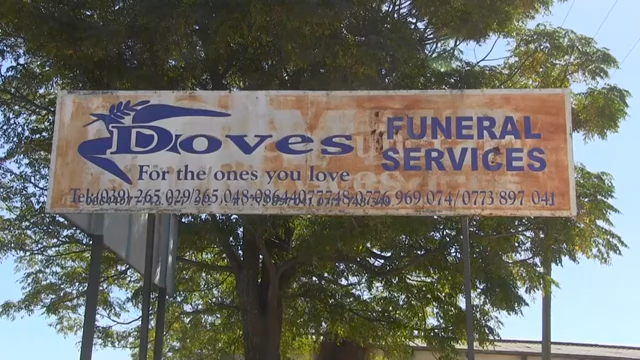 Doves
FUNERAL
SERVICES
For the ones you love
Tel:(039) 265 029/365 048 0864407748/0776 969 074/ 0773 897 041